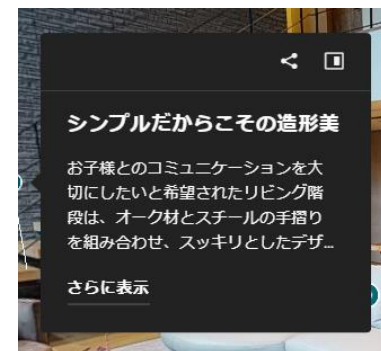 シンプルだからこその造形美
お子様とのコミュニケーションを大
切にしたいと希望されたリビング階
段は、オーク材とスチールの手摺り
を組み合わせ、スッキリとしたデザ...
さらに表示